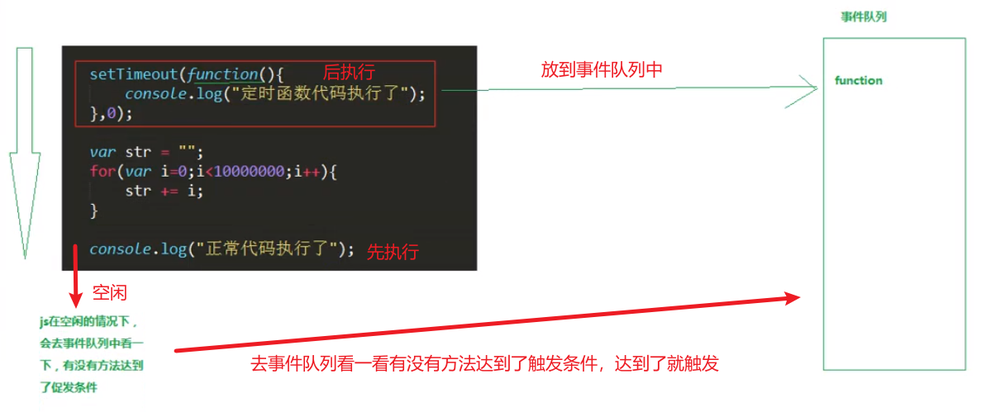 事件队列
setTimeout(function(){
后执行
console.log("定时函数代码执行了");
},0);
放到事件队列中
function
var str = "";
for(var i=0;i<10000000;i++){
str += i;
}
console.log("正常代码执行了");
先执行
空闲
js在空闲的情况下，
会去事件队列中看一
下，有没有方法达到
了促发条件
去事件队列看一看有没有方法达到了触发条件，达到了就触发